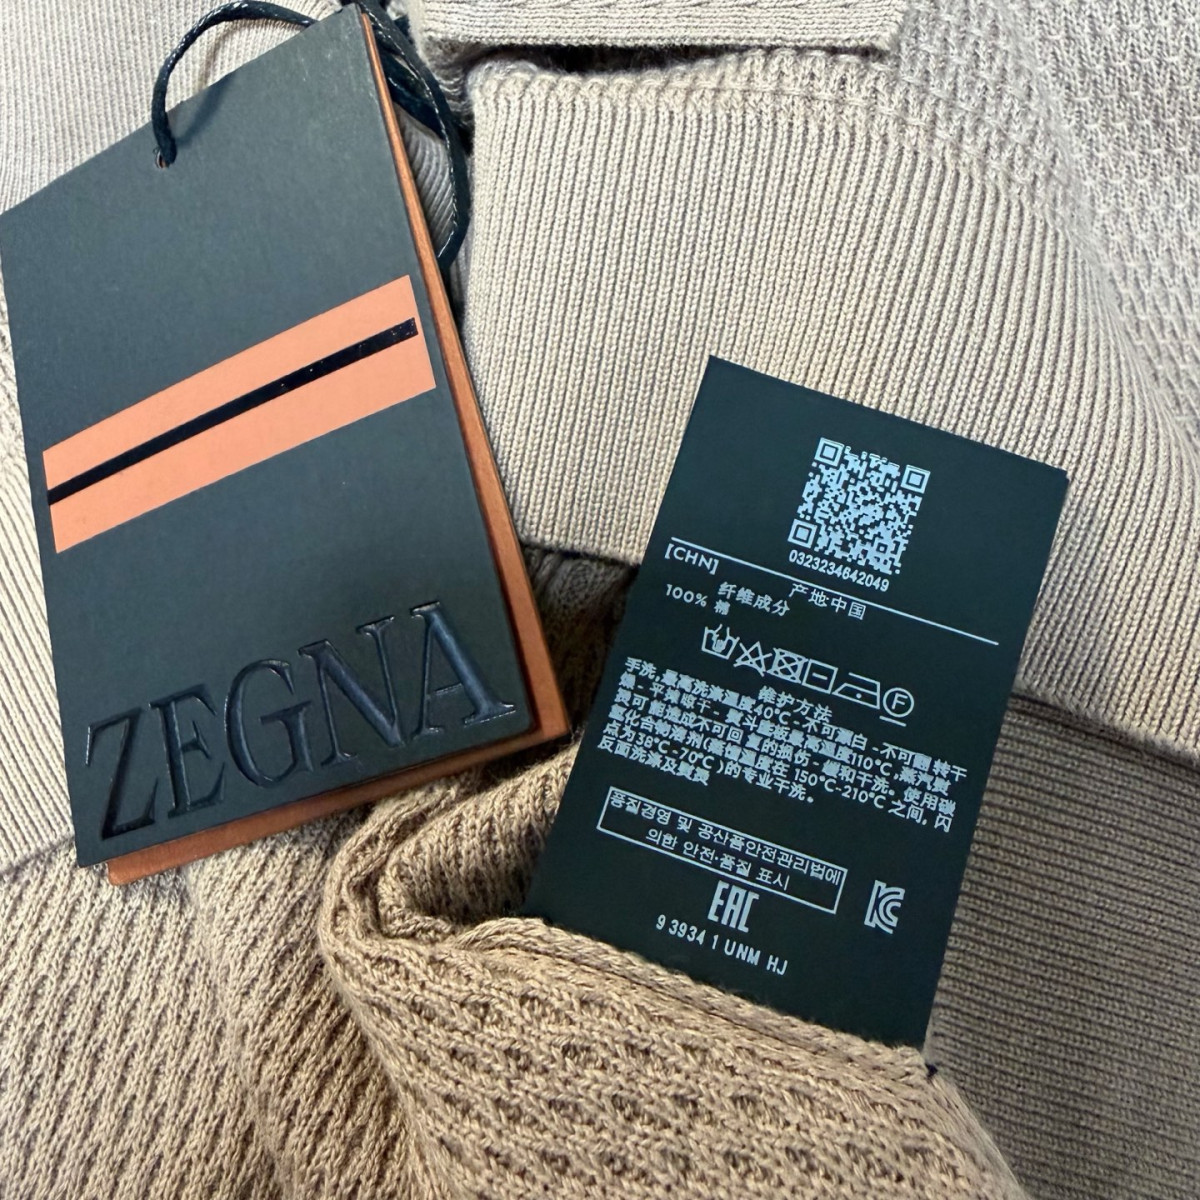 ZEGNA
0323234642049
[CHN]
产地中国
纤维成分
100% 棉
维护方法
手洗,最高洗涤温度40°C - 不可漂白 - 不可翻转干
燥 - 平摊晾干 - 熨斗底板最高温度110°C,蒸汽熨
烫可能造成不可回复的损伤 - 缓和干洗。使用碳
氢化合物溶剂(蒸馏温度在 150°C-210°C 之间,闪
点为38°C-70°C)的专业干洗。
反面洗涤及熨烫
품질경영 및 공산품안전관리법에
의한 안전·품질 표시
EAC
KC
9 3934 1 UNM HJ